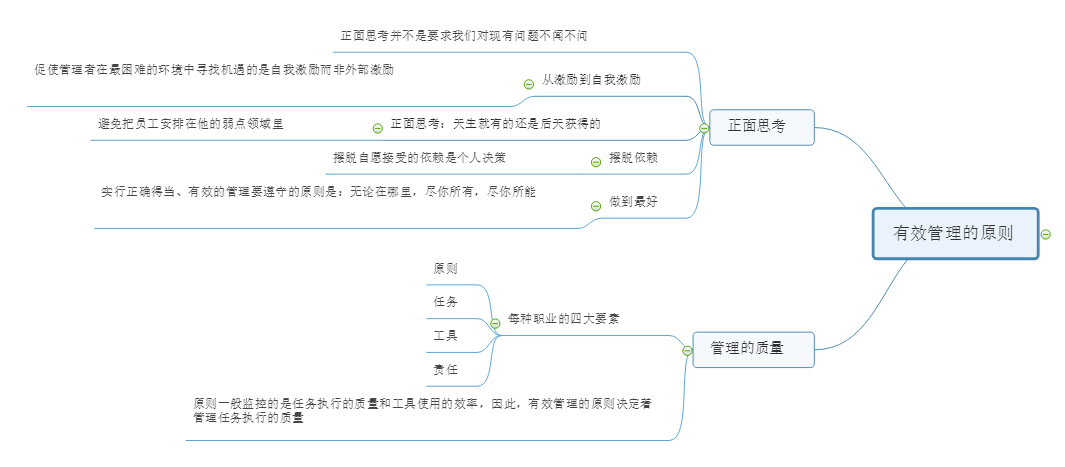 正面思考并不是要求我们对现有问题不闻不问
促使管理者在最困难的环境中寻找机遇的是自我激励而非外部激励
从激励到自我激励
避免把员工安排在他的弱点领域里
正面思考：天生就有的还是后天获得的
正面思考
摆脱自愿接受的依赖是个人决策
摆脱依赖
实行正确得当、有效的管理要遵守的原则是：无论在哪里，尽你所有，尽你所能
做到最好
有效管理的原则
原则
任务
每种职业的四大要素
工具
管理的质量
责任
原则一般监控的是任务执行的质量和工具使用的效率，因此，有效管理的原则决定着
管理任务执行的质量